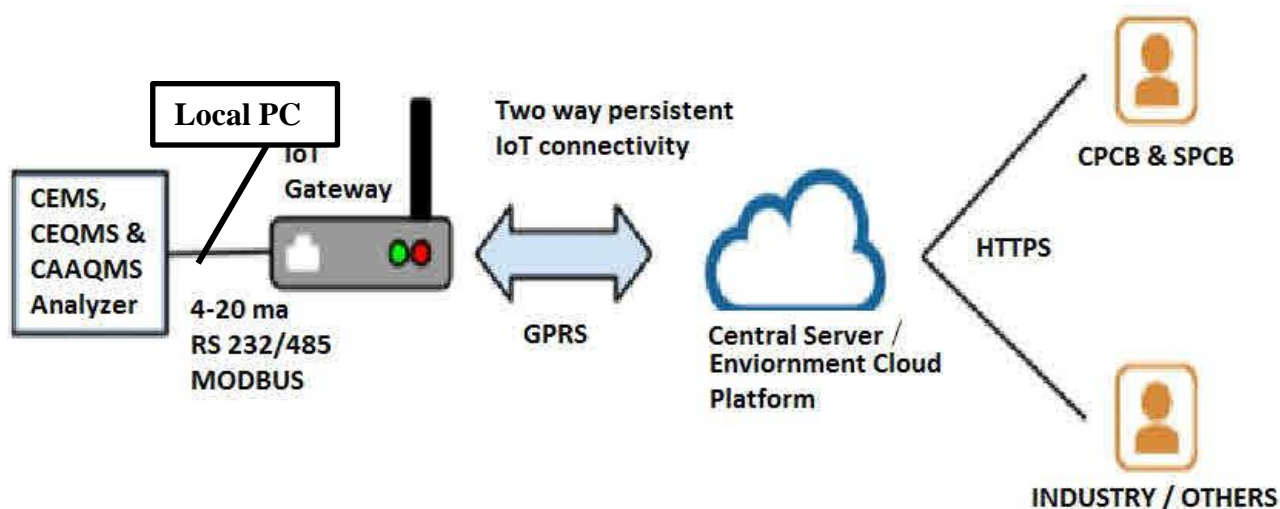 Local PC
IoT
Gateway
CEMS,
CEQMS &
CAAQMS
Analyzer
4-20 ma
RS 232/485
MODBUS
Two way persistent
IoT connectivity
GPRS
Central Server /
Enviornment Cloud
Platform
HTTPS
CPCB & SPCB
INDUSTRY / OTHERS